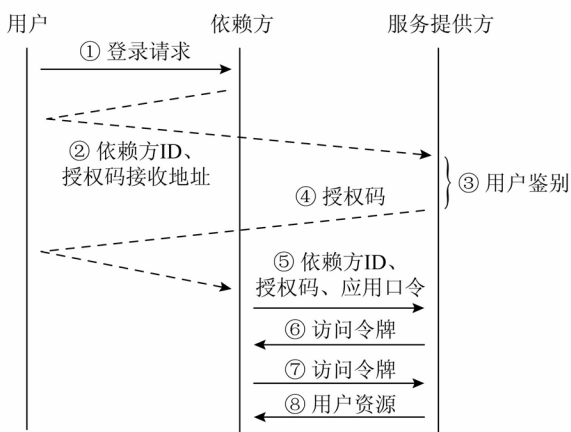 用户
依赖方
服务提供方
① 登录请求
② 依赖方ID、
授权码接收地址
③ 用户鉴别
④ 授权码
⑤ 依赖方ID、
授权码、应用口令
⑥ 访问令牌
⑦ 访问令牌
⑧ 用户资源